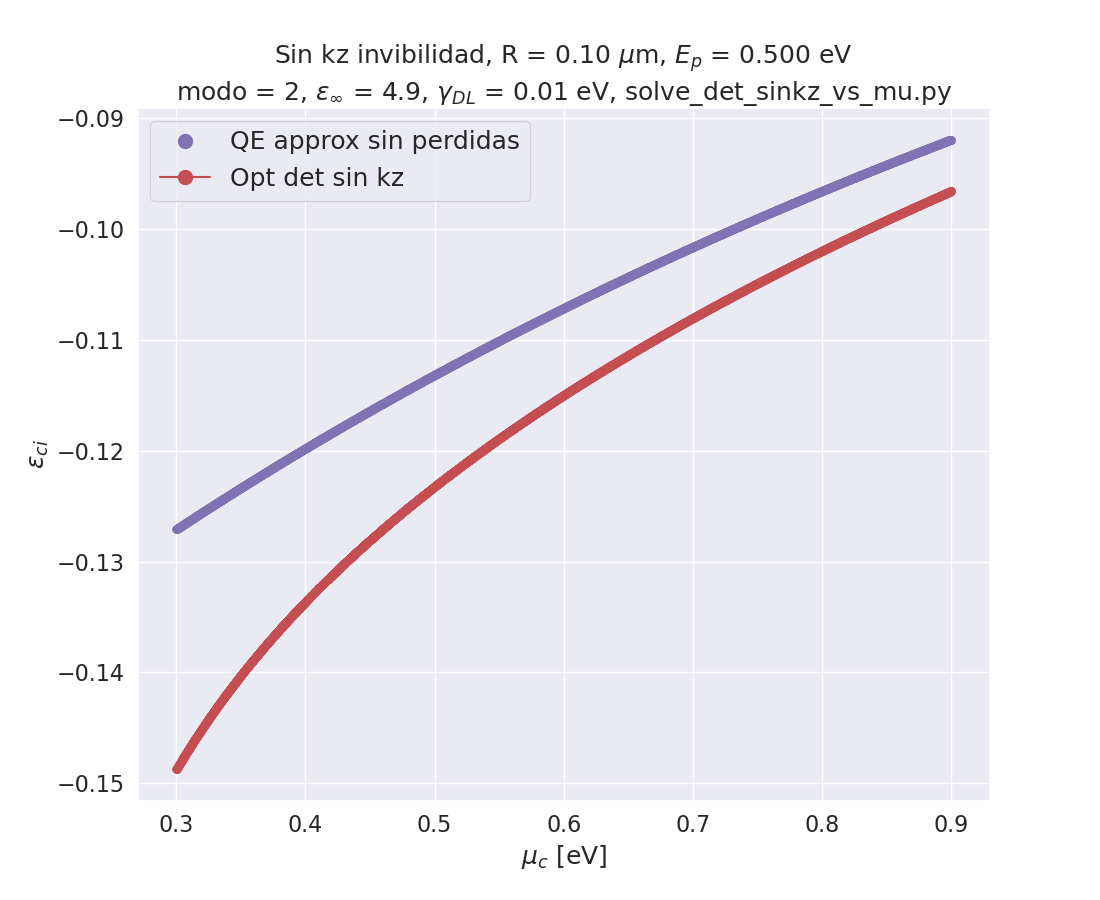 Sin kz invibilidad, R = 0.10 μm, E_p = 0.500 eV
modo = 2, ε_∞ = 4.9, γ_DL = 0.01 eV, solve_det_sinkz_vs_mu.py
QE approx sin perdidas
Opt det sin kz
ε_ci
−0.09
−0.10
−0.11
−0.12
−0.13
−0.14
−0.15
0.3 0.4 0.5 0.6 0.7 0.8 0.9
μ_c [eV]